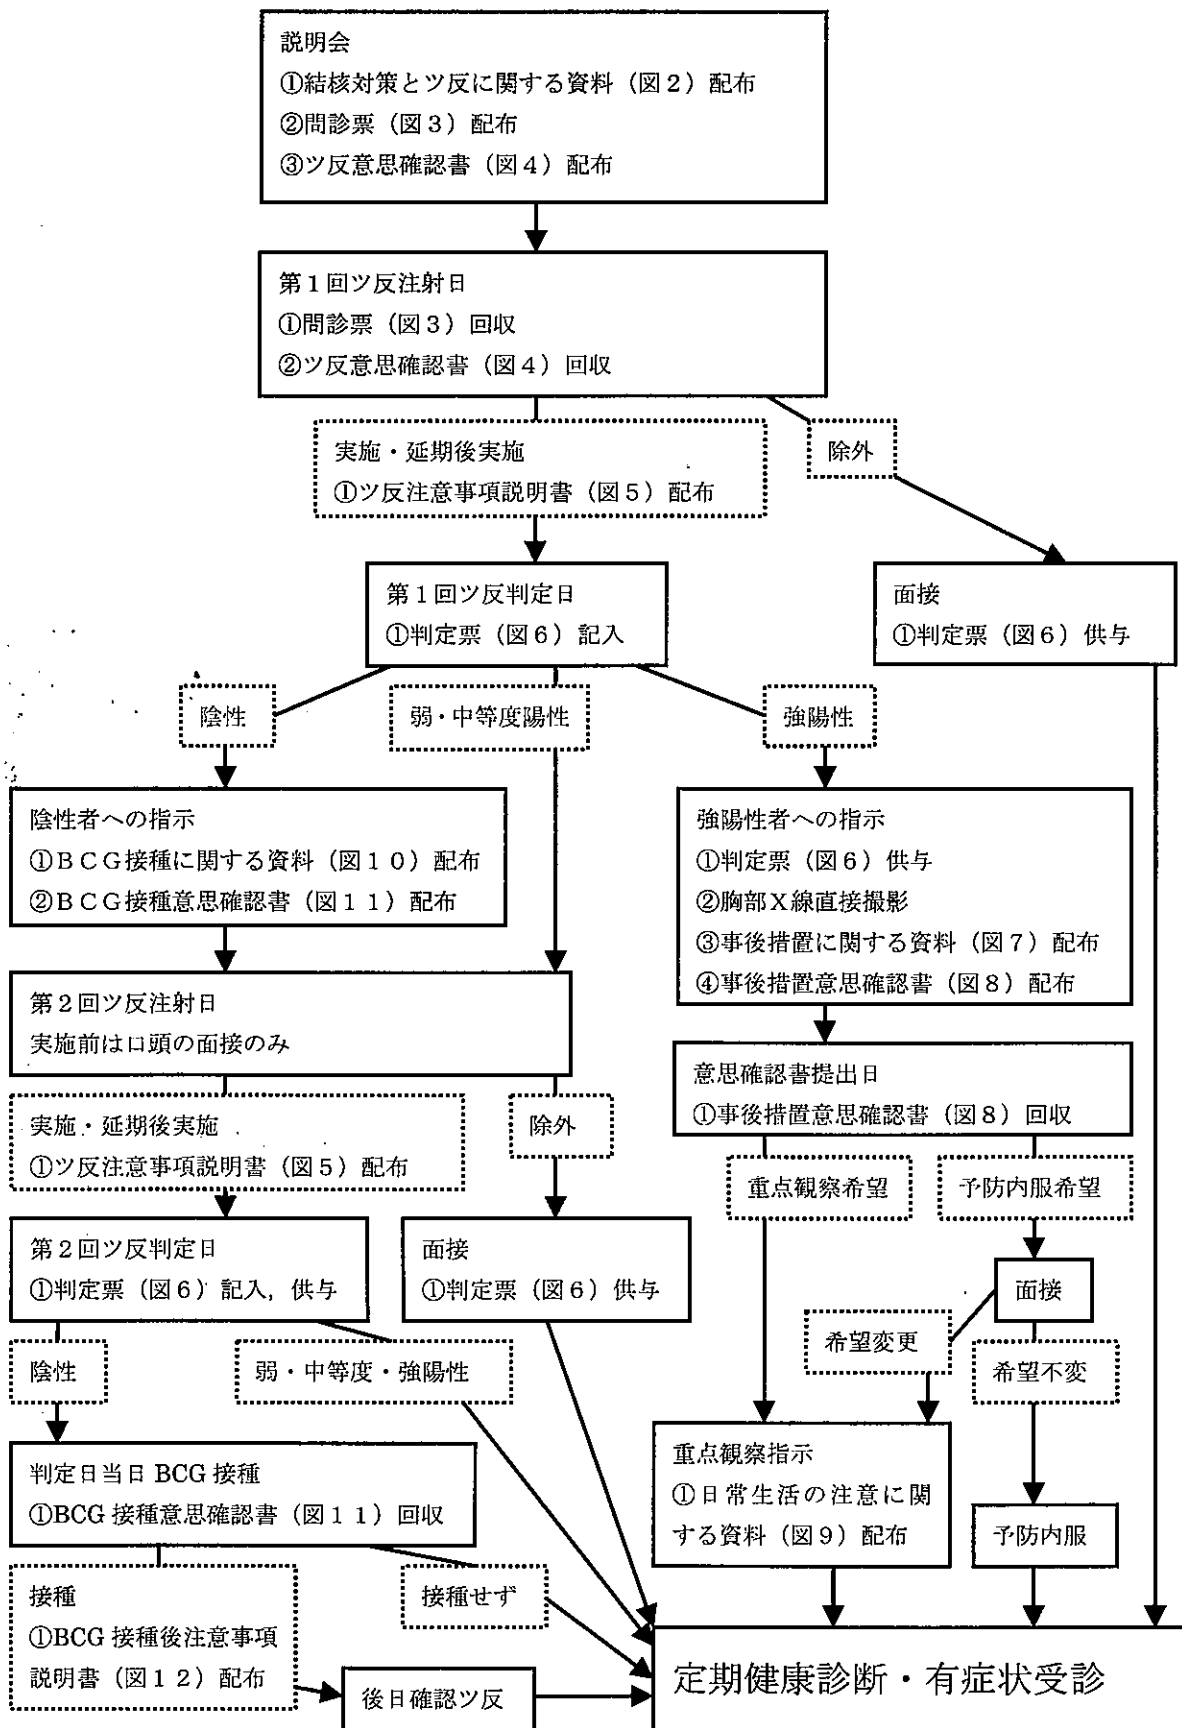 説明会
①結核対策とツ反に関する資料（図２）配布
②問診票（図３）配布
③ツ反意思確認書（図４）配布
第１回ツ反注射日
①問診票（図３）回収
②ツ反意思確認書（図４）回収
実施・延期後実施
①ツ反注意事項説明書（図５）配布
除外
第１回ツ反判定日
①判定票（図６）記入
面接
①判定票（図６）供与
陰性
弱・中等度陽性
強陽性
陰性者への指示
①ＢＣＧ接種に関する資料（図１０）配布
②ＢＣＧ接種意思確認書（図１１）配布
強陽性者への指示
①判定票（図６）供与
②胸部Ｘ線直接撮影
③事後措置に関する資料（図７）配布
④事後措置意思確認書（図８）配布
第２回ツ反注射日
実施前は口頭の面接のみ
意思確認書提出日
①事後措置意思確認書（図８）回収
実施・延期後実施
①ツ反注意事項説明書（図５）配布
除外
重点観察希望
予防内服希望
第２回ツ反判定日
①判定票（図６）記入，供与
面接
①判定票（図６）供与
面接
陰性
弱・中等度・強陽性
希望変更
希望不変
判定日当日 BCG 接種
①BCG 接種意思確認書（図１１）回収
重点観察指示
①日常生活の注意に関
する資料（図９）配布
予防内服
接種
①BCG 接種後注意事項
説明書（図１２）配布
接種せず
後日確認ツ反
定期健康診断・有症状受診